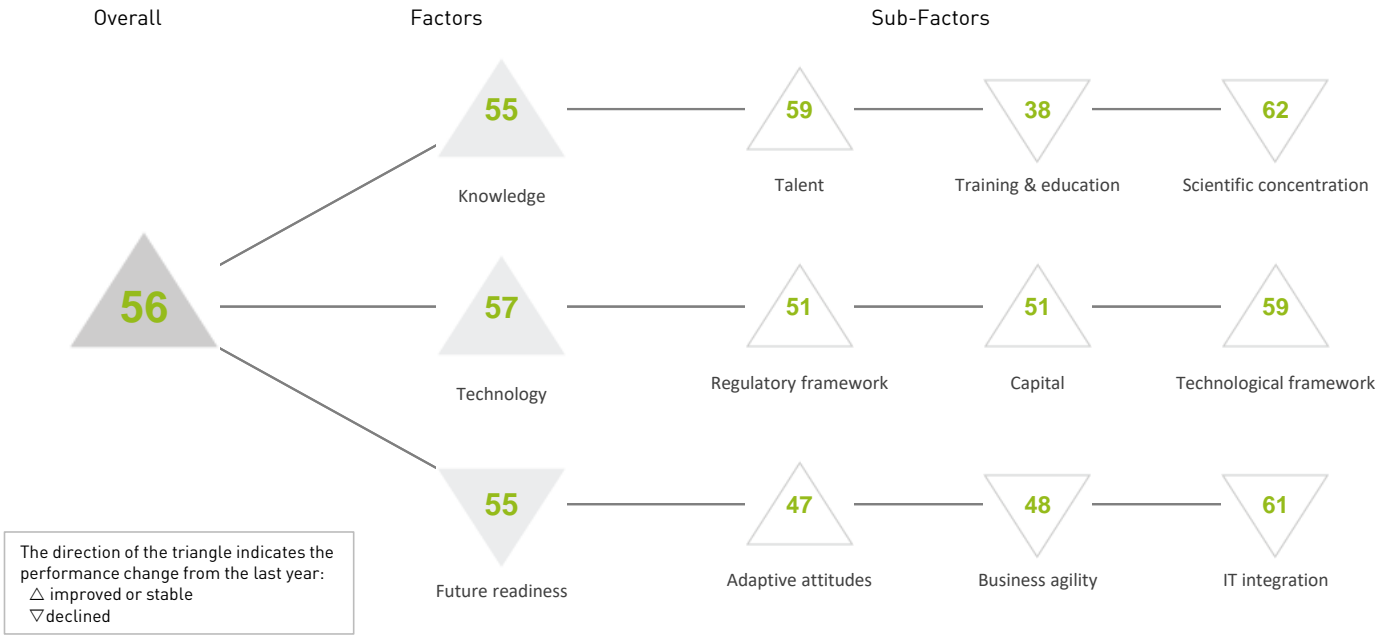 Overall Factors Sub-Factors
55 59 38 62
Knowledge Talent Training & education Scientific concentration
56 57 51 51 59
Technology Regulatory framework Capital Technological framework
55 47 48 61
Future readiness Adaptive attitudes Business agility IT integration
The direction of the triangle indicates the
performance change from the last year:
△ improved or stable
▽ declined